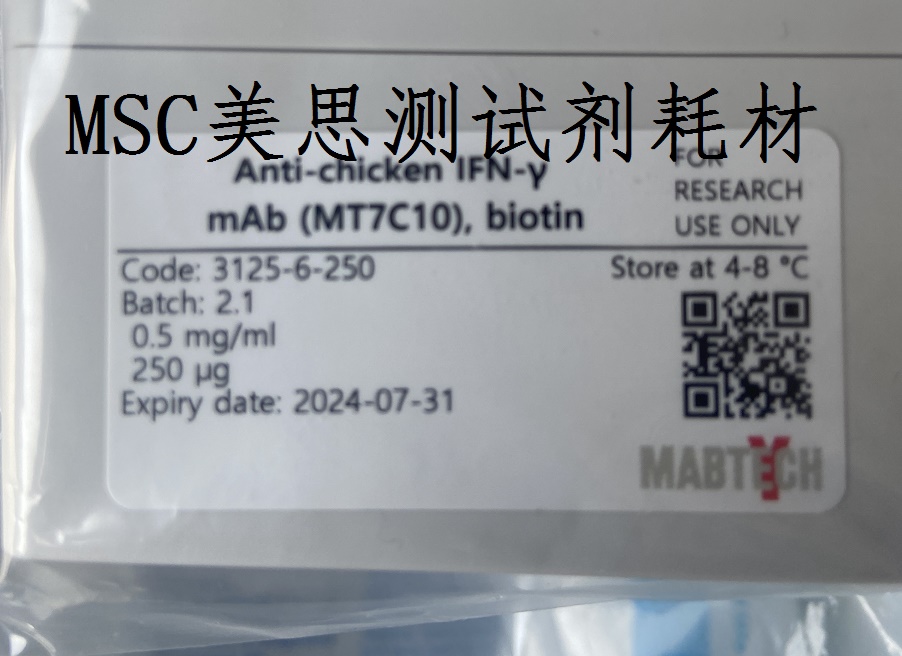 MSC美思测试剂耗材
Anti-chicken IFN-γ
mAb (MT7C10), biotin
FOR
RESEARCH
USE ONLY
Code: 3125-6-250
Store at 4-8 °C
Batch: 2.1
0.5 mg/ml
250 µg
Expiry date: 2024-07-31
MABTECH